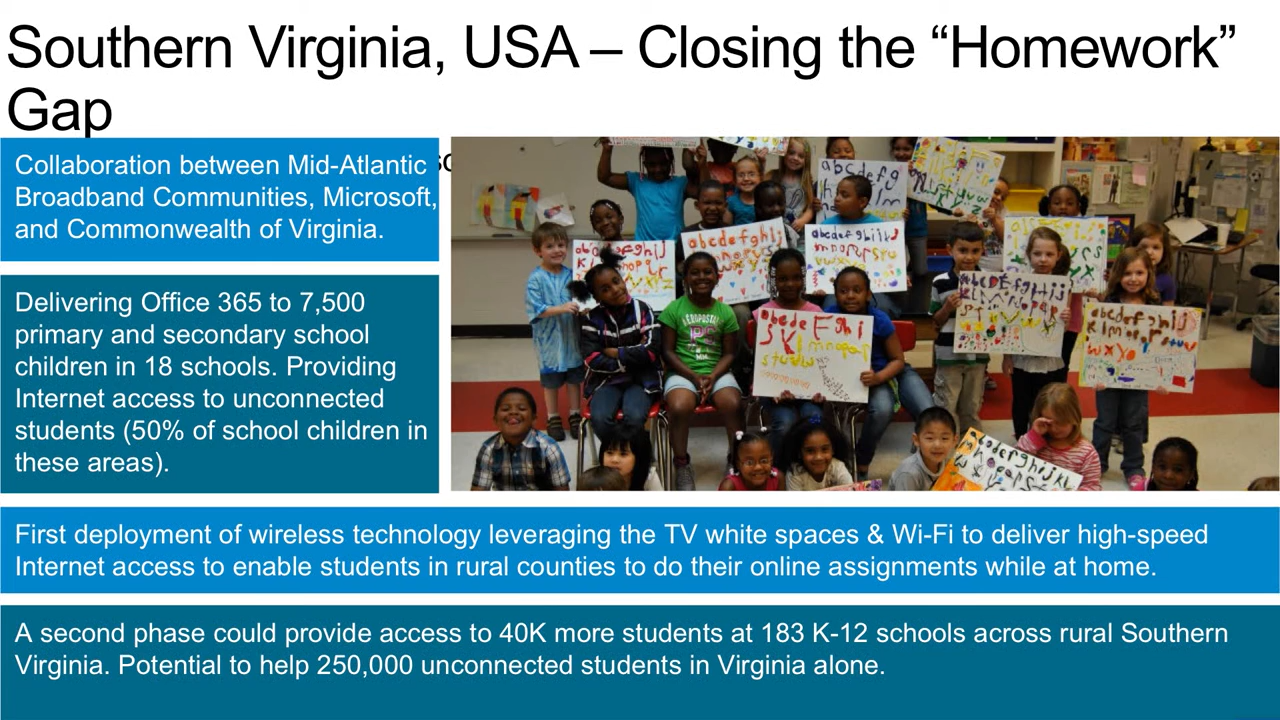 Southern Virginia, USA – Closing the “Homework”
Gap
Collaboration between Mid-Atlantic
Broadband Communities, Microsoft,
and Commonwealth of Virginia.
Delivering Office 365 to 7,500
primary and secondary school
children in 18 schools. Providing
Internet access to unconnected
students (50% of school children in
these areas).
AÉROPOSTALE
First deployment of wireless technology leveraging the TV white spaces & Wi-Fi to deliver high-speed
Internet access to enable students in rural counties to do their online assignments while at home.
A second phase could provide access to 40K more students at 183 K-12 schools across rural Southern
Virginia. Potential to help 250,000 unconnected students in Virginia alone.